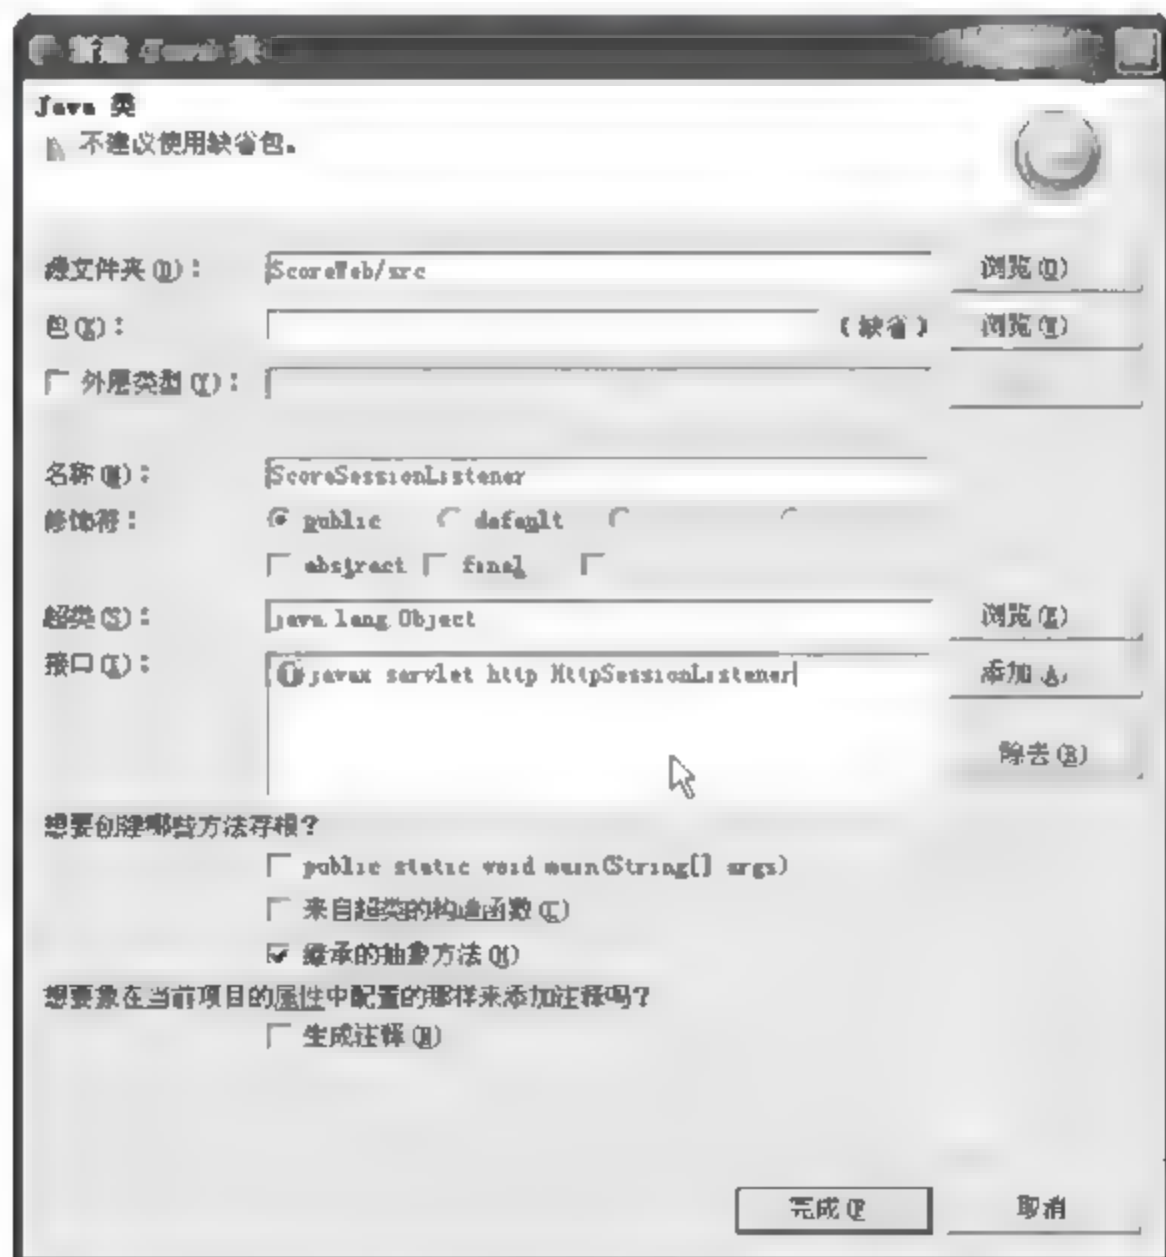 新建 Java 类
Java 类
不建议使用缺省包。
源文件夹(D)： ScoreWeb/src 浏览(O)
包(K)： (缺省) 浏览(W)
外层类型(Y)：
名称(M)： ScoreSessionListener
修饰符： public default
abstract final
超类(S)： java.lang.Object 浏览(E)
接口(I)： javax.servlet.http.HttpSessionListener 添加(A)
除去(R)
想要创建哪些方法存根？
public static void main(String[] args)
来自超类的构造函数(C)
继承的抽象方法(H)
想要象在当前项目的属性中配置的那样来添加注释吗？
生成注释(N)
完成(F) 取消